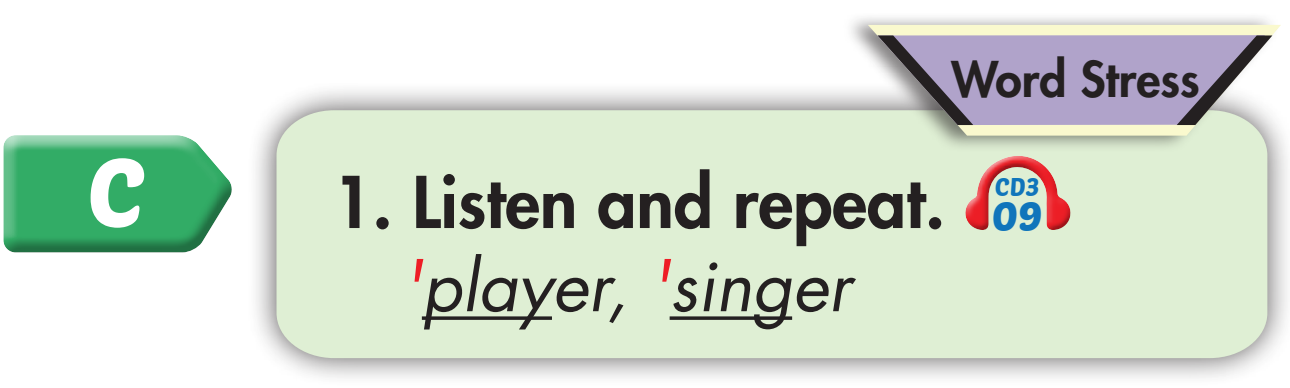 Word Stress
C
1. Listen and repeat. CD3 09
'player, 'singer